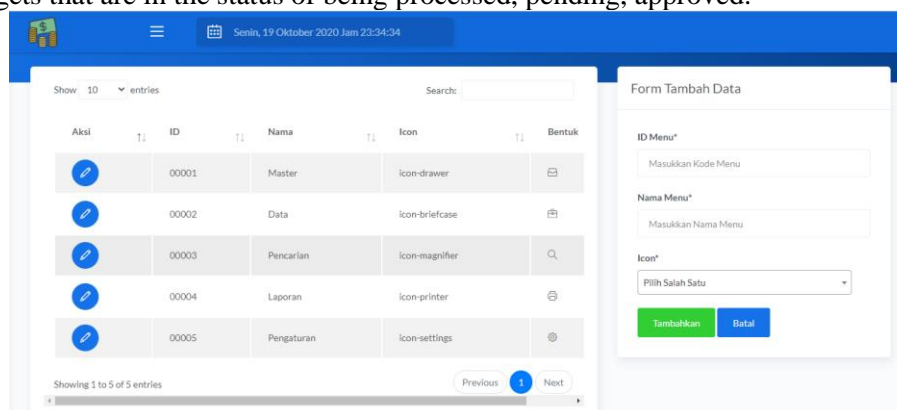 gets that are in the status of being processed, pending, approved.
Senin, 19 Oktober 2020 Jam 23:34:34
Show 10 entries Search:
Aksi ID Nama Icon Bentuk
00001 Master icon-drawer
00002 Data icon-briefcase
00003 Pencarian icon-magnifier
00004 Laporan icon-printer
00005 Pengaturan icon-settings
Showing 1 to 5 of 5 entries Previous 1 Next
Form Tambah Data
ID Menu*
Masukkan Kode Menu
Nama Menu*
Masukkan Nama Menu
Icon*
Pilih Salah Satu
Tambahkan Batal